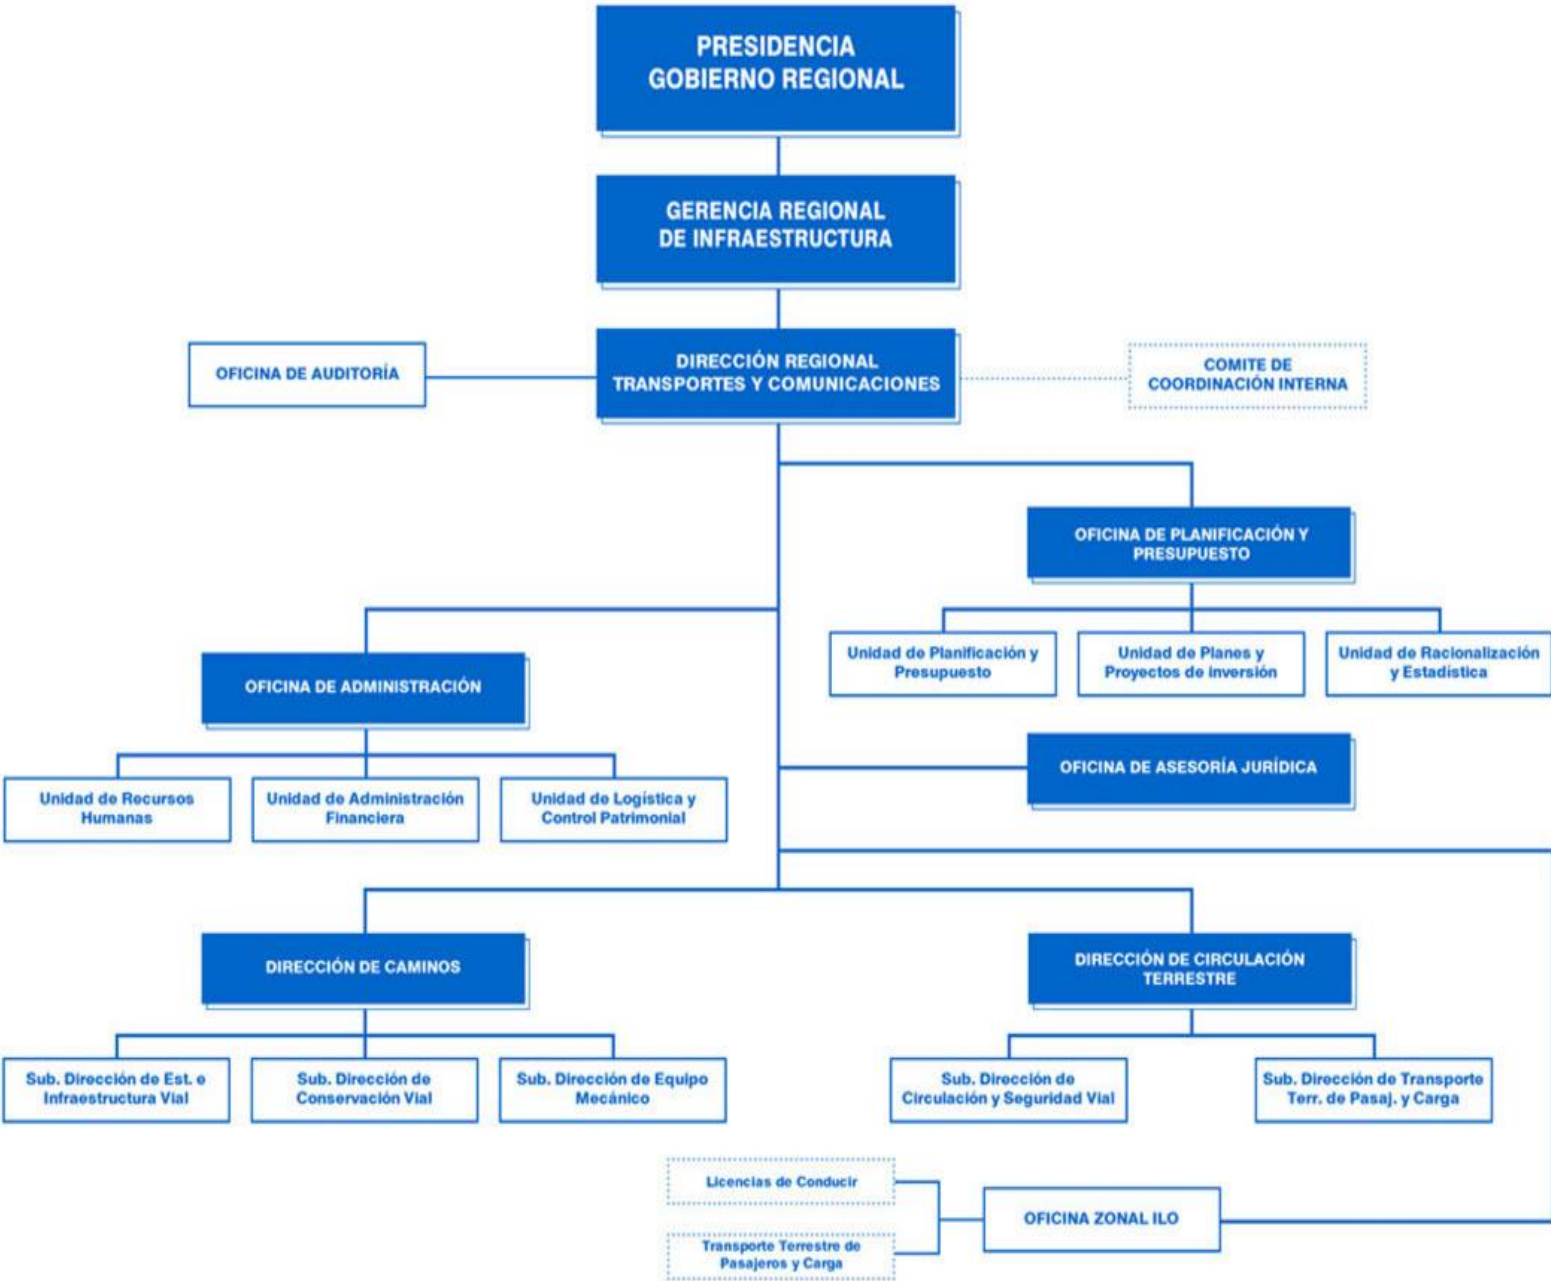 PRESIDENCIA
GOBIERNO REGIONAL
GERENCIA REGIONAL
DE INFRAESTRUCTURA
OFICINA DE AUDITORÍA
DIRECCIÓN REGIONAL
TRANSPORTES Y COMUNICACIONES
COMITE DE
COORDINACIÓN INTERNA
OFICINA DE PLANIFICACIÓN Y
PRESUPUESTO
Unidad de Planificación y
Presupuesto
Unidad de Planes y
Proyectos de inversión
Unidad de Racionalización
y Estadística
OFICINA DE ADMINISTRACIÓN
OFICINA DE ASESORÍA JURÍDICA
Unidad de Recursos
Humanas
Unidad de Administración
Financiera
Unidad de Logística y
Control Patrimonial
DIRECCIÓN DE CAMINOS
DIRECCIÓN DE CIRCULACIÓN
TERRESTRE
Sub. Dirección de Est. e
Infraestructura Vial
Sub. Dirección de
Conservación Vial
Sub. Dirección de Equipo
Mecánico
Sub. Dirección de
Circulación y Seguridad Vial
Sub. Dirección de Transporte
Terr. de Pasaj. y Carga
Licencias de Conducir
OFICINA ZONAL ILO
Transporte Terrestre de
Pasajeros y Carga